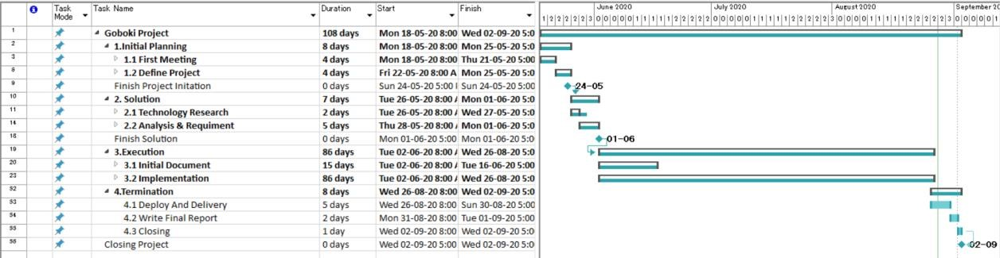 Task Mode Task Name Duration Start Finish June 2020 July 2020 August 2020 September 20
1 Goboki Project 108 days Mon 18-05-20 8:00 Wed 02-09-20 5:0
2 1.Initial Planning 8 days Mon 18-05-20 8:00 Mon 25-05-20 5:0
3 1.1 First Meeting 4 days Mon 18-05-20 8:00 Thu 21-05-20 5:00
8 1.2 Define Project 4 days Fri 22-05-20 8:00 A Mon 25-05-20 5:0
9 Finish Project Initation 0 days Sun 24-05-20 5:00 Sun 24-05-20 5:00 24-05
10 2. Solution 7 days Tue 26-05-20 8:00 A Mon 01-06-20 5:0
11 2.1 Technology Research 2 days Tue 26-05-20 8:00 A Wed 27-05-20 5:0
14 2.2 Analysis & Requiment 5 days Thu 28-05-20 8:00 A Mon 01-06-20 5:0
18 Finish Solution 0 days Mon 01-06-20 5:00 Mon 01-06-20 5:0 01-06
19 3.Execution 86 days Tue 02-06-20 8:00 A Wed 26-08-20 5:0
20 3.1 Initial Document 15 days Tue 02-06-20 8:00 A Tue 16-06-20 5:00
23 3.2 Implementation 86 days Tue 02-06-20 8:00 A Wed 26-08-20 5:0
52 4.Termination 8 days Wed 26-08-20 8:00 Wed 02-09-20 5:0
53 4.1 Deploy And Delivery 5 days Wed 26-08-20 8:00 Sun 30-08-20 5:00
54 4.2 Write Final Report 2 days Mon 31-08-20 8:00 Tue 01-09-20 5:00
55 4.3 Closing 1 day Wed 02-09-20 8:00 Wed 02-09-20 5:0
56 Closing Project 0 days Wed 02-09-20 5:00 Wed 02-09-20 5:0 02-09